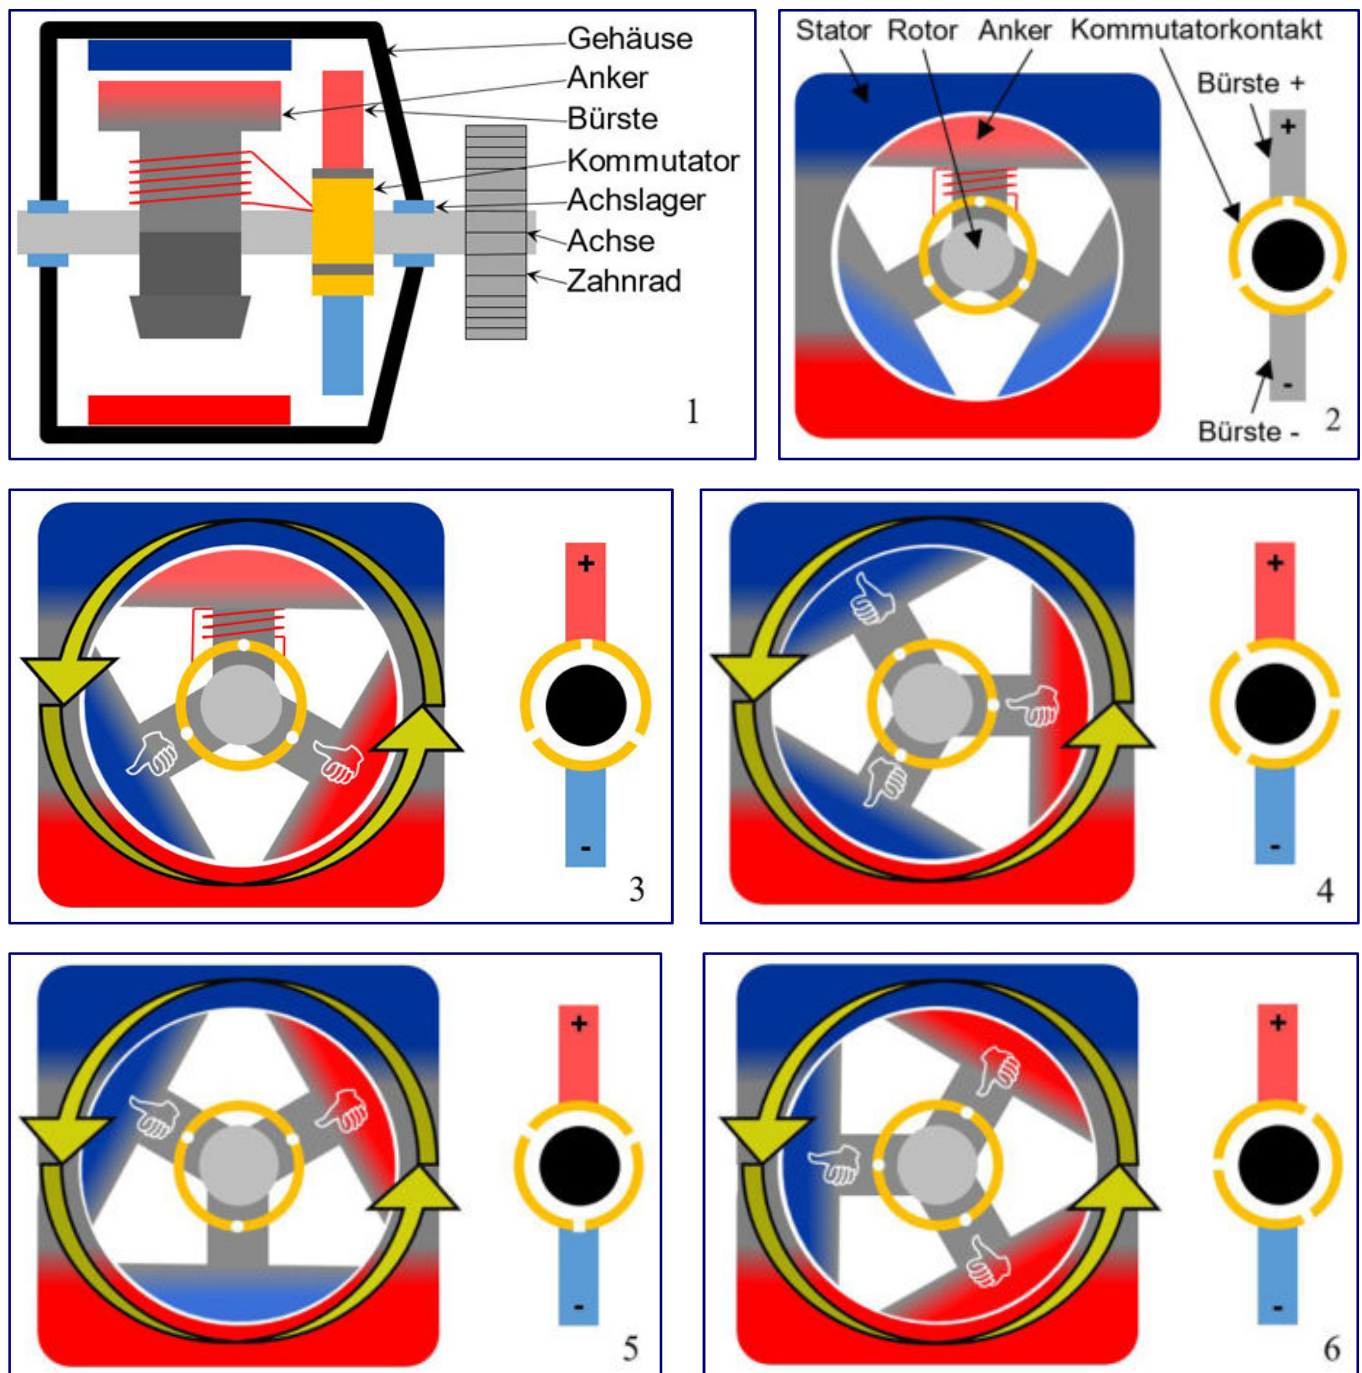 Gehäuse
Anker
Bürste
Kommutator
Achslager
Achse
Zahnrad
1
Stator Rotor Anker Kommutatorkontakt
Bürste +
+
-
Bürste -
2
+
-
3
+
-
4
+
-
5
+
-
6